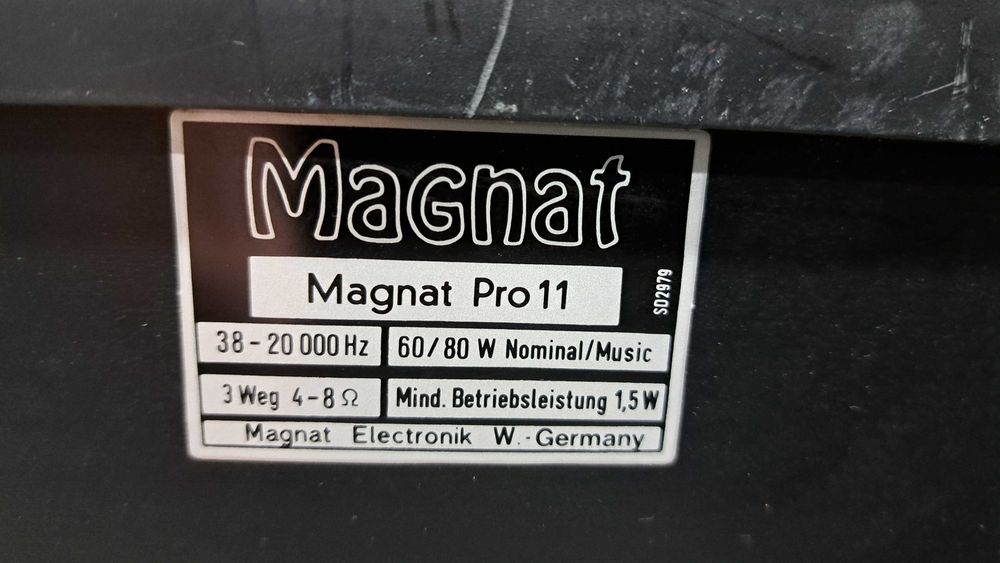 Magnat
Magnat Pro 11
SD2979
38-20 000 Hz
60/80 W Nominal/Music
3 Weg 4-8 Ω
Mind. Betriebsleistung 1,5 W
Magnat Electronik W.-Germany